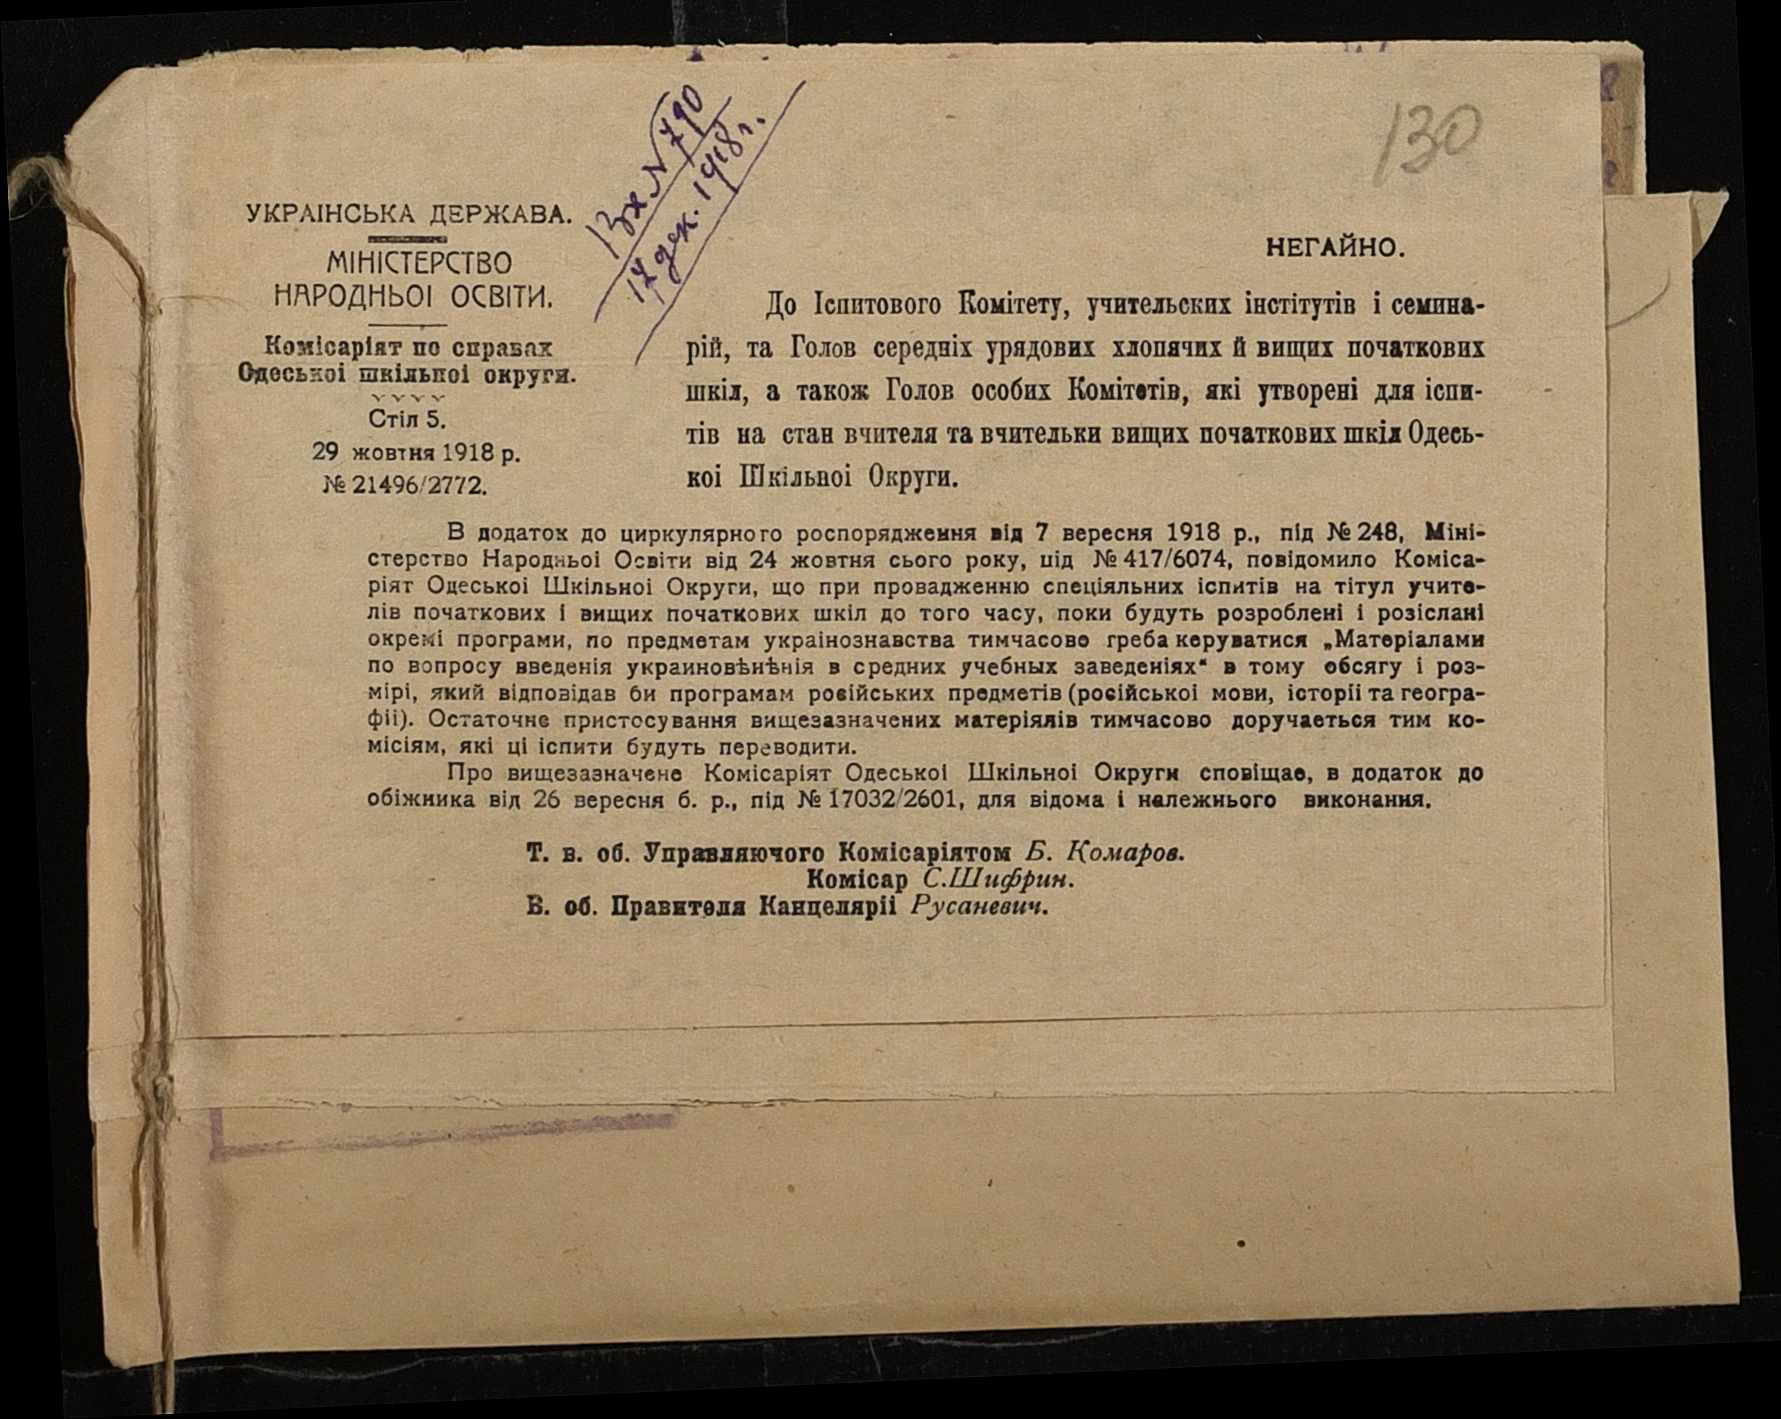 130
Вх № 790
17 дек. 1918 г.
УКРАІНСЬКА ДЕРЖАВА.
МІНІСТЕРСТВО
НАРОДНЬОІ ОСВІТИ.
Комісаріят по справах
Одеськоі шкільноі округи.
Стіл 5.
29 жовтня 1918 р.
№ 21496/2772.
НЕГАЙНО.
До Іспитового Комітету, учительских інстітутів і семина-
рій, та Голов середніх урядових хлопячих й вищих початкових
шкіл, а також Голов особих Комітетів, які утворені для іспи-
тів на стан вчителя та вчительки вищих початкових шкіл Одесь-
коі Шкільноі Округи.
В додаток до циркулярного роспорядження від 7 вересня 1918 р., під № 248, Міні-
стерство Народньоі Освіти від 24 жовтня сього року, під № 417/6074, повідомило Коміса-
ріят Одеськоі Шкільноі Округи, що при провадженню спеціяльних іспитів на тітул учите-
лів початкових і вищих початкових шкіл до того часу, поки будуть розроблені і розіслані
окремі програми, по предметам украінознавства тимчасово греба керуватися „Матеріалами
по вопросу введенія украиновѣнѣнія в средних учебных заведеніях“ в тому обсягу і роз-
мірі, який відповідав би програмам російських предметів (російськоі мови, історіі та геогра-
фіі). Остаточне пристосування вищезазначених матеріялів тимчасово доручається тим ко-
місіям, які ці іспити будуть переводити.
Про вищезазначене Комісаріят Одеськоі Шкільноі Округи сповіщає, в додаток до
обіжника від 26 вересня б. р., під № 17032/2601, для відома і належнього виконання.
Т. в. об. Управляючого Комісаріятом Б. Комаров.
Комісар С.Шифрин.
В. об. Правителя Канцеляріі Русаневич.